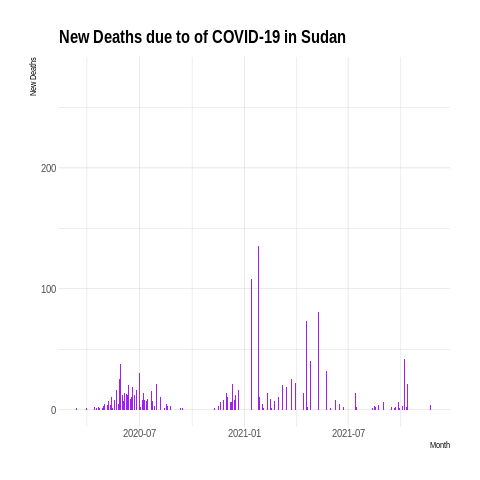 New Deaths due to of COVID-19 in Sudan
New Deaths
200
100
0
2020-07
2021-01
2021-07
Month